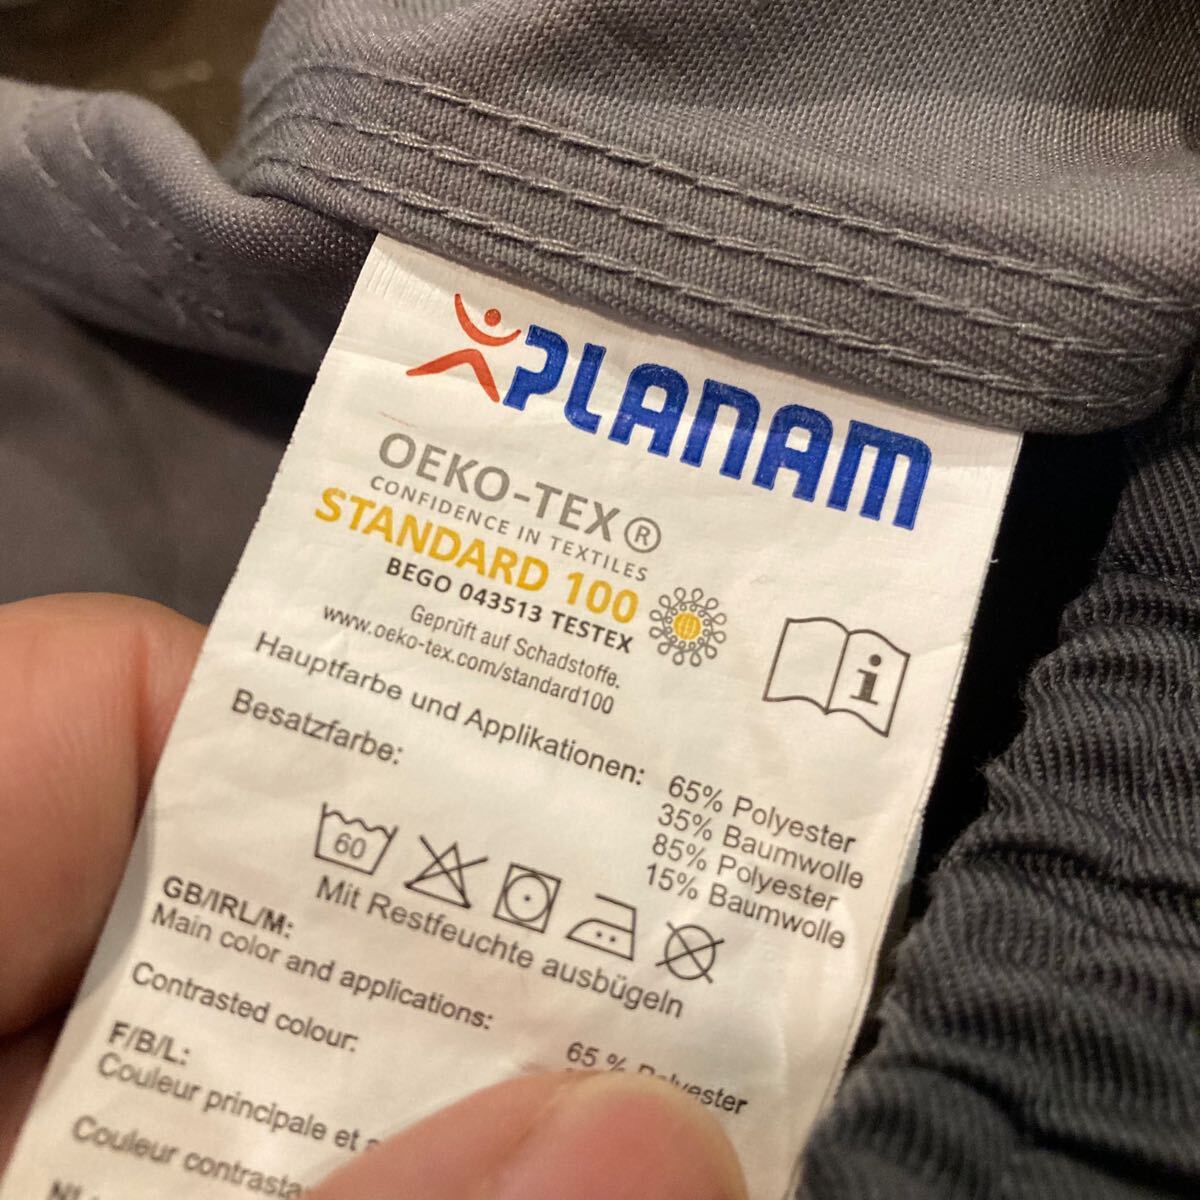 PLANAM
OEKO-TEX®
CONFIDENCE IN TEXTILES
STANDARD 100
BEGO 043513 TESTEX
Geprüft auf Schadstoffe.
www.oeko-tex.com/standard100
i
Hauptfarbe und Applikationen: 65% Polyester
35% Baumwolle
Besatzfarbe: 85% Polyester
15% Baumwolle
60
Mit Restfeuchte ausbügeln
GB/IRL/M:
Main color and applications: 65 % Polyester
Contrasted colour:
F/B/L:
Couleur principale et
Couleur